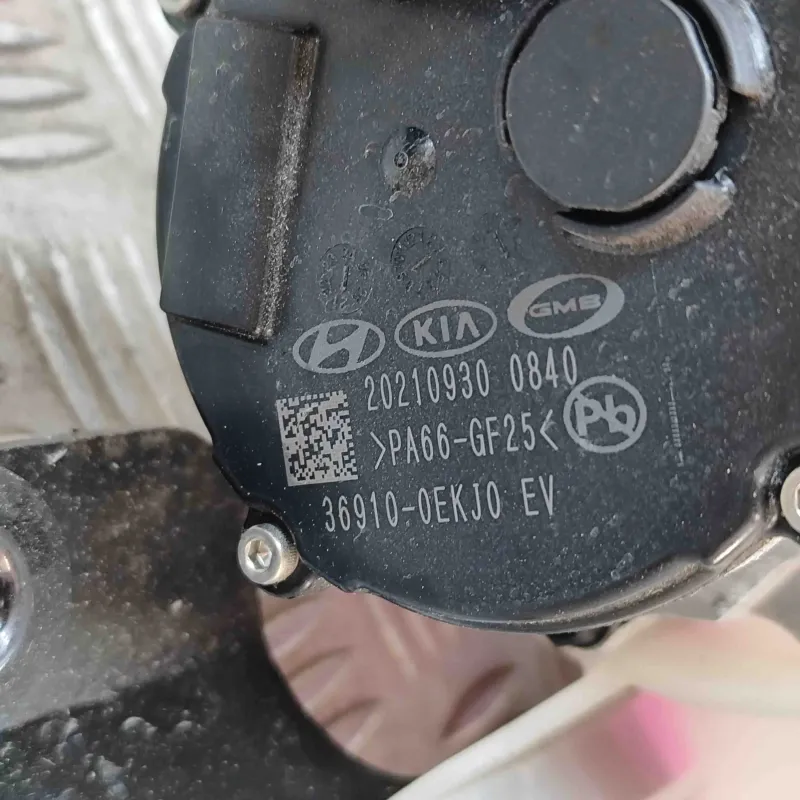 KIA GMB
20210930 0840
>PA66-GF25< Pb
36910-0EKJ0 EV